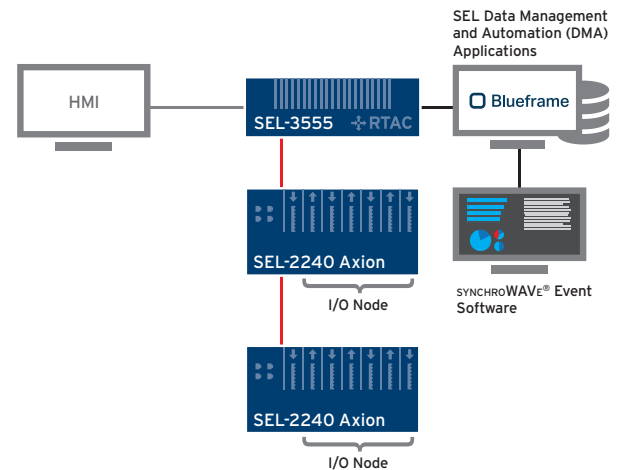 SEL Data Management
and Automation (DMA)
Applications
HMI
SEL-3555
RTAC
Blueframe
SEL-2240 Axion
I/O Node
SYNCHROWAVE® Event
Software
SEL-2240 Axion
I/O Node